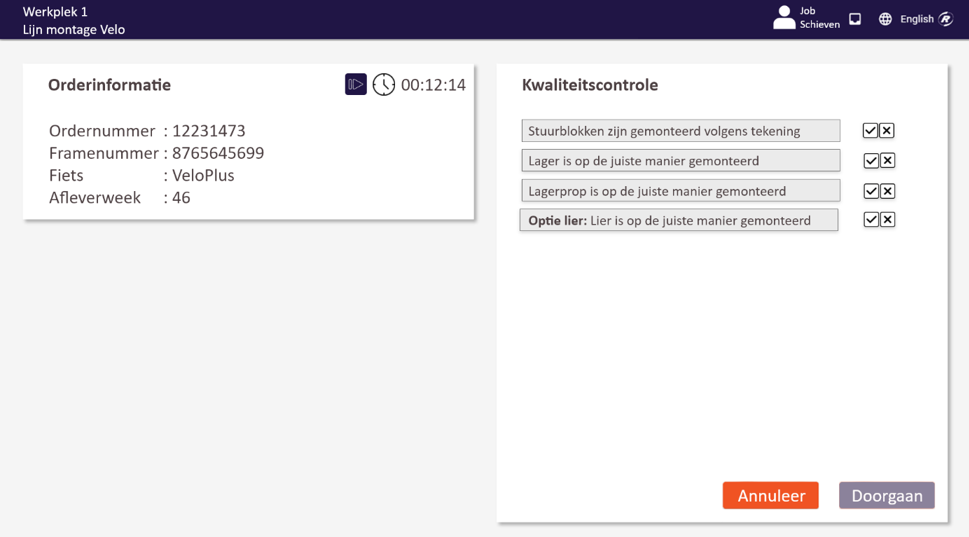 Werkplek 1
Lijn montage Velo
Job
Schieven
English
Orderinformatie
00:12:14
Ordernummer : 12231473
Framenummer : 8765645699
Fiets : VeloPlus
Afleverweek : 46
Kwaliteitscontrole
Stuurblokken zijn gemonteerd volgens tekening
Lager is op de juiste manier gemonteerd
Lagerprop is op de juiste manier gemonteerd
Optie lier: Lier is op de juiste manier gemonteerd
Annuleer
Doorgaan